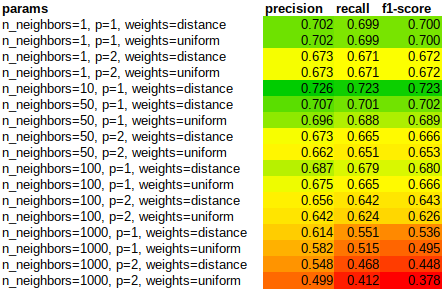 params precision recall f1-score
n_neighbors=1, p=1, weights=distance 0.702 0.699 0.700
n_neighbors=1, p=1, weights=uniform 0.702 0.699 0.700
n_neighbors=1, p=2, weights=distance 0.673 0.671 0.672
n_neighbors=1, p=2, weights=uniform 0.673 0.671 0.672
n_neighbors=10, p=1, weights=distance 0.726 0.723 0.723
n_neighbors=50, p=1, weights=distance 0.707 0.701 0.702
n_neighbors=50, p=1, weights=uniform 0.696 0.688 0.689
n_neighbors=50, p=2, weights=distance 0.673 0.665 0.666
n_neighbors=50, p=2, weights=uniform 0.662 0.651 0.653
n_neighbors=100, p=1, weights=distance 0.687 0.679 0.680
n_neighbors=100, p=1, weights=uniform 0.675 0.665 0.666
n_neighbors=100, p=2, weights=distance 0.656 0.642 0.643
n_neighbors=100, p=2, weights=uniform 0.642 0.624 0.626
n_neighbors=1000, p=1, weights=distance 0.614 0.551 0.536
n_neighbors=1000, p=1, weights=uniform 0.582 0.515 0.495
n_neighbors=1000, p=2, weights=distance 0.548 0.468 0.448
n_neighbors=1000, p=2, weights=uniform 0.499 0.412 0.378